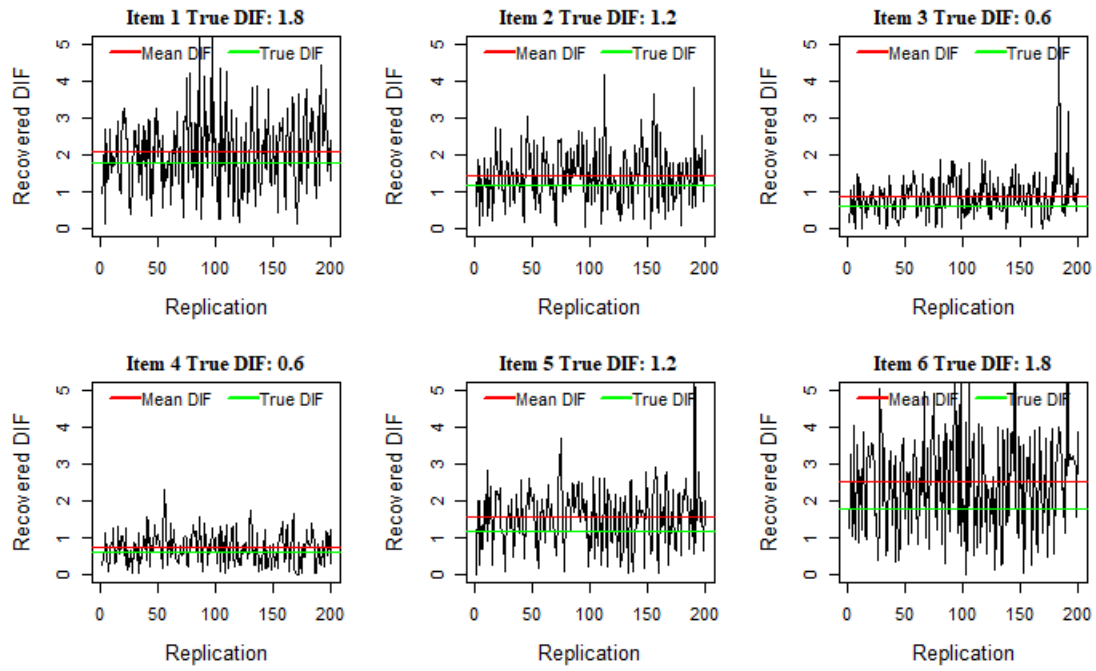 Item 1 True DIF: 1.8
Item 2 True DIF: 1.2
Item 3 True DIF: 0.6
Mean DIF True DIF
Mean DIF True DIF
Mean DIF True DIF
Recovered DIF
5
4
3
2
1
0
0 50 100 150 200
Replication
Recovered DIF
5
4
3
2
1
0
0 50 100 150 200
Replication
Recovered DIF
5
4
3
2
1
0
0 50 100 150 200
Replication
Item 4 True DIF: 0.6
Item 5 True DIF: 1.2
Item 6 True DIF: 1.8
Mean DIF True DIF
Mean DIF True DIF
Mean DIF True DIF
Recovered DIF
5
4
3
2
1
0
0 50 100 150 200
Replication
Recovered DIF
5
4
3
2
1
0
0 50 100 150 200
Replication
Recovered DIF
5
4
3
2
1
0
0 50 100 150 200
Replication